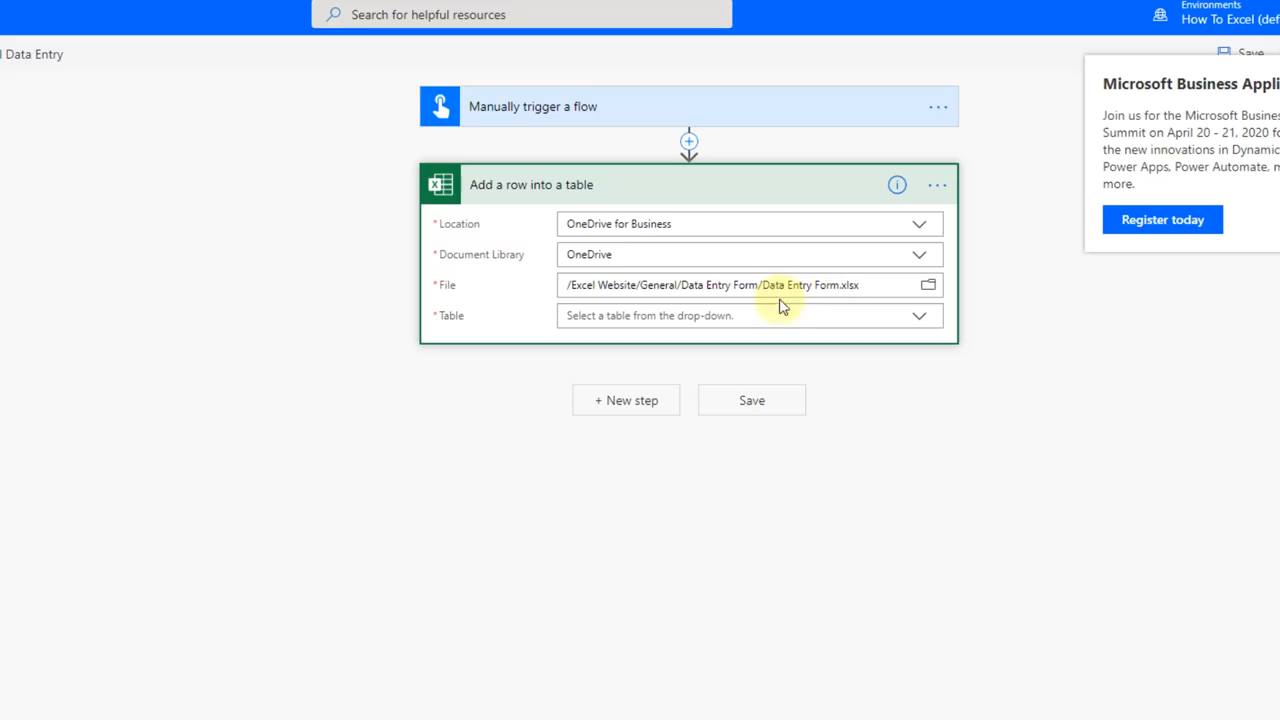 Search for helpful resources
Environments
How To Excel (def
Data Entry
Save
Manually trigger a flow
Microsoft Business Appli
Join us for the Microsoft Busines
Summit on April 20 - 21, 2020 fo
the new innovations in Dynamic
Power Apps, Power Automate, m
more.
Register today
Add a row into a table
* Location
OneDrive for Business
* Document Library
OneDrive
* File
/Excel Website/General/Data Entry Form/Data Entry Form.xlsx
* Table
Select a table from the drop-down.
+ New step
Save